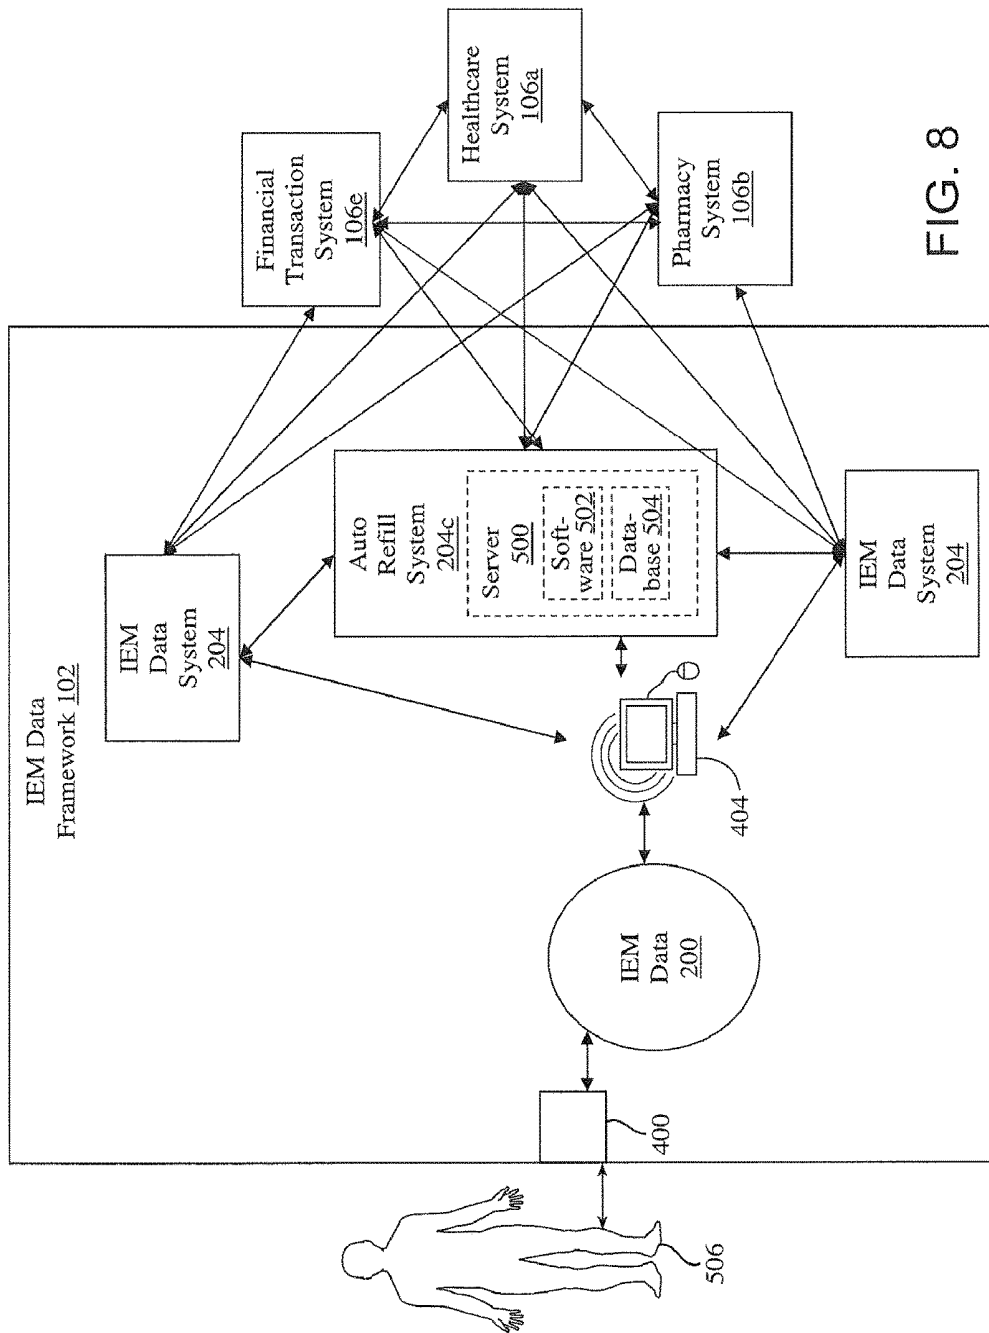 IEM Data
Framework 102
IEM
Data
System
204
Financial
Transaction
System
106e
Healthcare
System
106a
Pharmacy
System
106b
Auto
Refill
System
204c
Server
500
Soft-
ware 502
Data-
base 504
IEM
Data
System
204
404
IEM
Data
200
400
506
FIG. 8